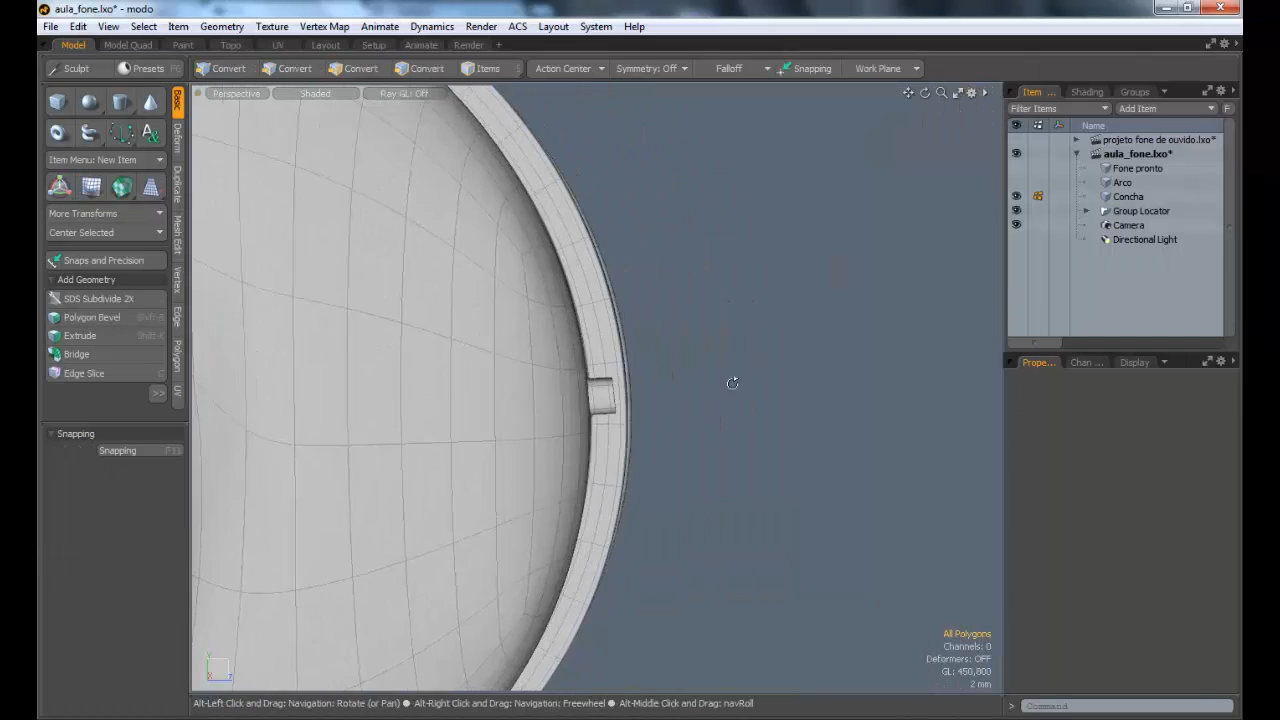 aula_fone.lxo* - modo
File Edit View Select Item Geometry Texture Vertex Map Animate Dynamics Render ACS Layout System Help
Model Model Quad Paint Topo UV Layout Setup Animate Render +
Sculpt Presets F6 Convert Convert Convert Convert Items 5 Action Center Symmetry: Off Falloff Snapping Work Plane
Perspective Shaded Ray GL: Off
Item ... Shading Groups
Filter Items Add Item F
Name
projeto fone de ouvido.lxo*
aula_fone.lxo*
Fone pronto
Arco
Concha
Group Locator
Camera
Directional Light
Prope... Chan ... Display
Basic
Deform
Duplicate
Mesh Edit
Vertex
Edge
Polygon
UV
Item Menu: New Item
More Transforms
Center Selected
Snaps and Precision
Add Geometry
SDS Subdivide 2X
Polygon Bevel Shift-B
Extrude Shift-X
Bridge
Edge Slice C
>>
Snapping
Snapping F11
All Polygons
Channels: 0
Deformers: OFF
GL: 450,800
2 mm
Y
X Z
Alt-Left Click and Drag: Navigation: Rotate (or Pan) ● Alt-Right Click and Drag: Navigation: Freewheel ● Alt-Middle Click and Drag: navRoll
> Command